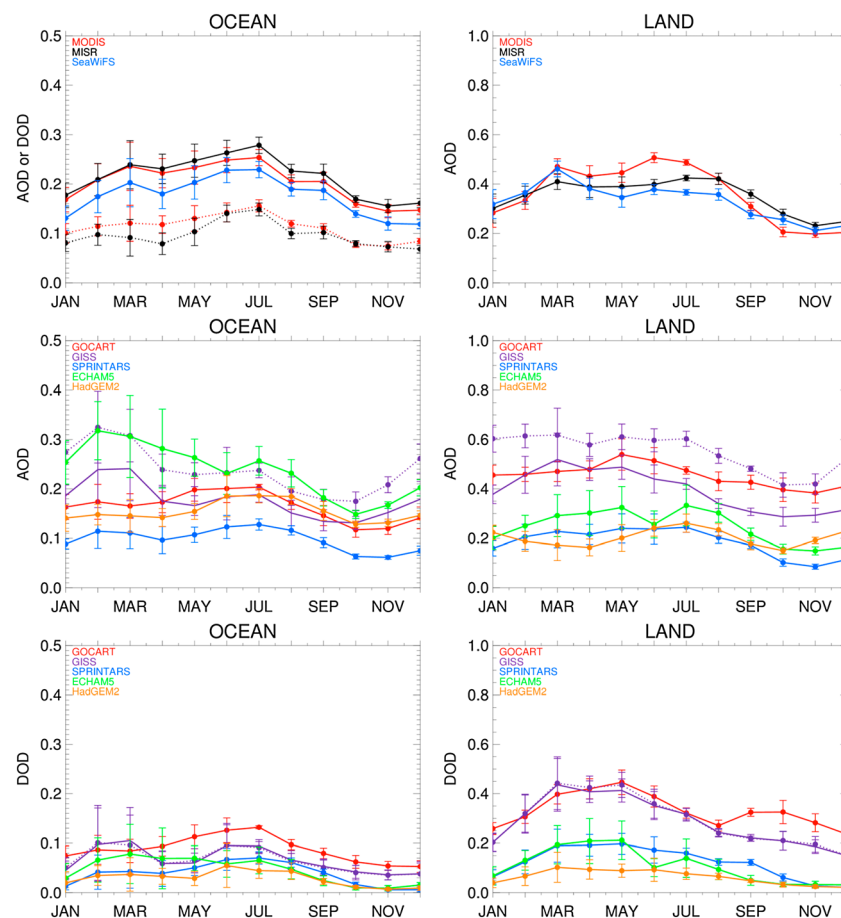 OCEAN
LAND
0.5
0.4
0.3
0.2
0.1
0.0
AOD or DOD
MODIS
MISR
SeaWiFS
JAN
MAR
MAY
JUL
SEP
NOV
1.0
0.8
0.6
0.4
0.2
0.0
AOD
MODIS
MISR
SeaWiFS
JAN
MAR
MAY
JUL
SEP
NOV
OCEAN
LAND
0.5
0.4
0.3
0.2
0.1
0.0
AOD
GOCART
GISS
SPRINTARS
ECHAM5
HadGEM2
JAN
MAR
MAY
JUL
SEP
NOV
1.0
0.8
0.6
0.4
0.2
0.0
AOD
GOCART
GISS
SPRINTARS
ECHAM5
HadGEM2
JAN
MAR
MAY
JUL
SEP
NOV
OCEAN
LAND
0.5
0.4
0.3
0.2
0.1
0.0
DOD
GOCART
GISS
SPRINTARS
ECHAM5
HadGEM2
JAN
MAR
MAY
JUL
SEP
NOV
1.0
0.8
0.6
0.4
0.2
0.0
DOD
GOCART
GISS
SPRINTARS
ECHAM5
HadGEM2
JAN
MAR
MAY
JUL
SEP
NOV